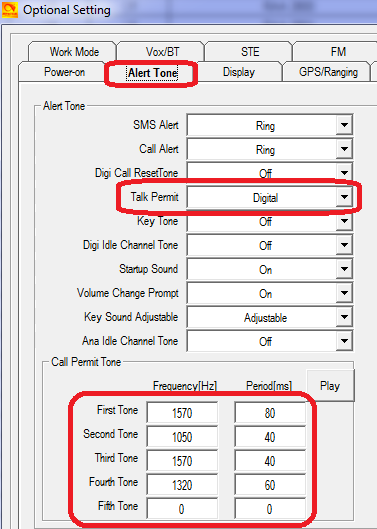 Optional Setting
Work Mode Vox/BT STE FM
Power-on Alert Tone Display GPS/Ranging
Alert Tone
SMS Alert Ring
Call Alert Ring
Digi Call ResetTone Off
Talk Permit Digital
Key Tone Off
Digi Idle Channel Tone Off
Startup Sound On
Volume Change Prompt On
Key Sound Adjustable Adjustable
Ana Idle Channel Tone Off
Call Permit Tone
Frequency[Hz] Period[ms] Play
First Tone 1570 80
Second Tone 1050 40
Third Tone 1570 40
Fourth Tone 1320 60
Fifth Tone 0 0